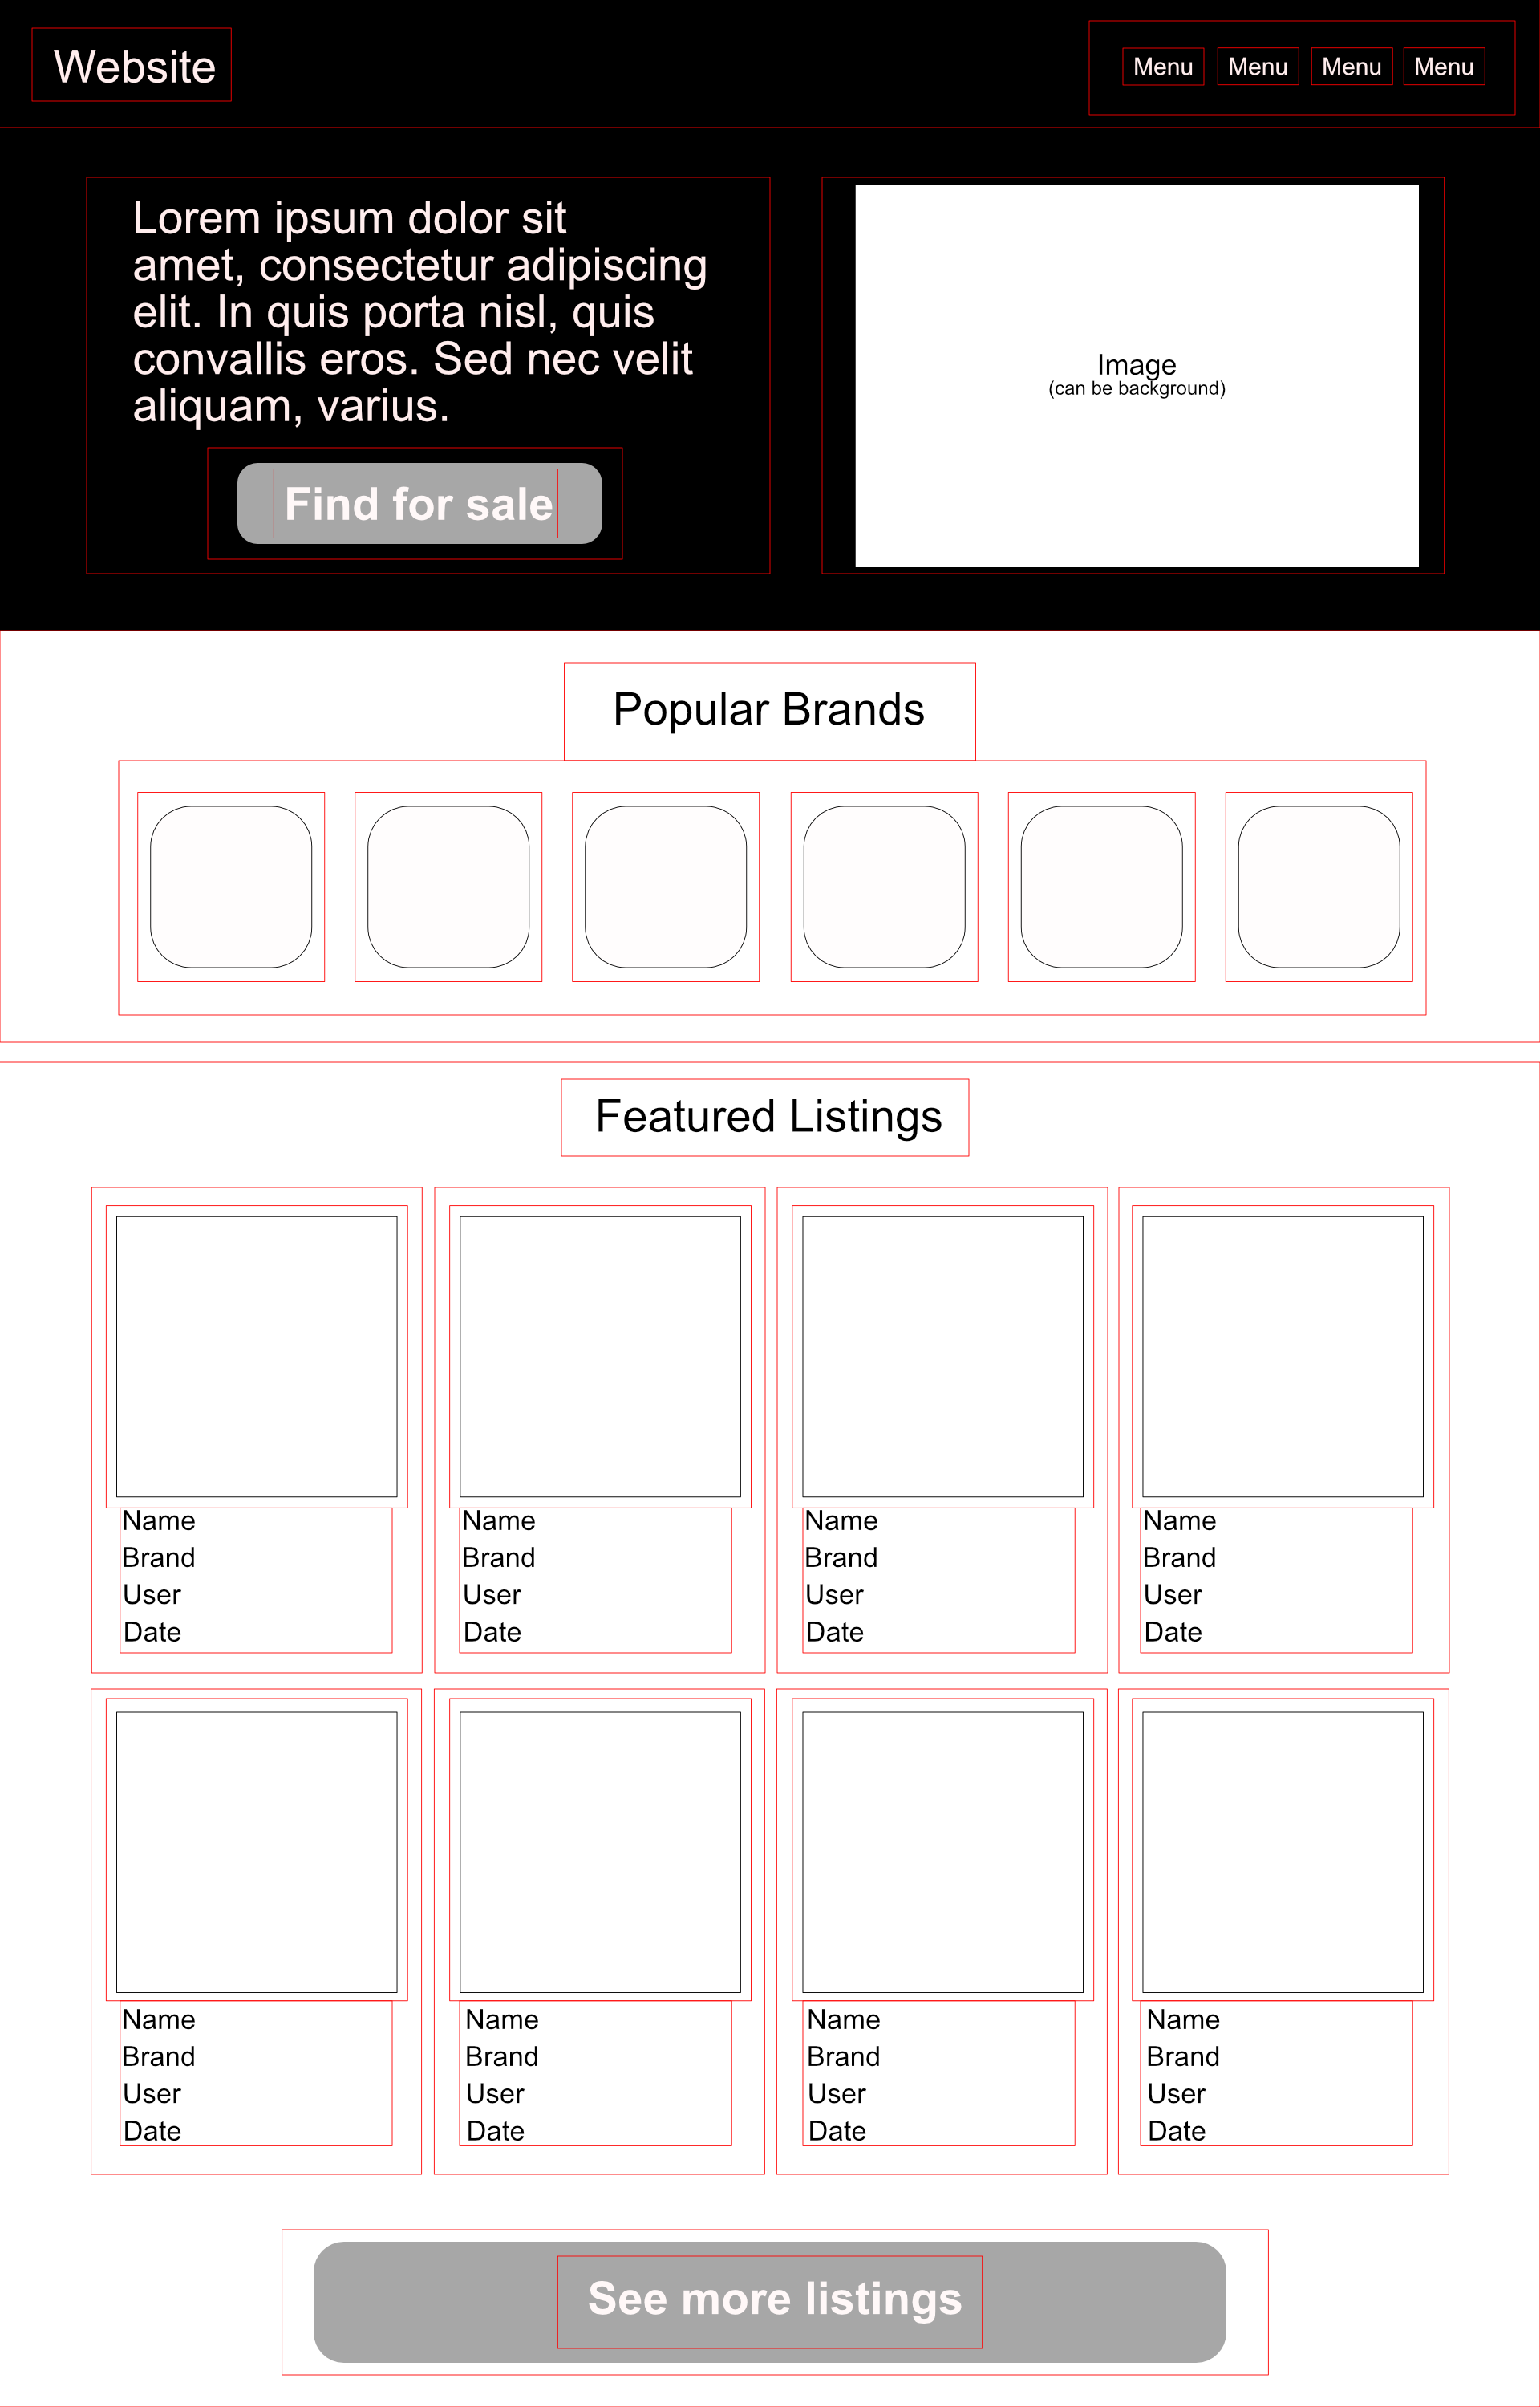 Website
Menu Menu Menu Menu
Lorem ipsum dolor sit
amet, consectetur adipiscing
elit. In quis porta nisl, quis
convallis eros. Sed nec velit
aliquam, varius.
Find for sale
Image
(can be background)
Popular Brands
Featured Listings
Name
Brand
User
Date
Name
Brand
User
Date
Name
Brand
User
Date
Name
Brand
User
Date
Name
Brand
User
Date
Name
Brand
User
Date
Name
Brand
User
Date
Name
Brand
User
Date
See more listings